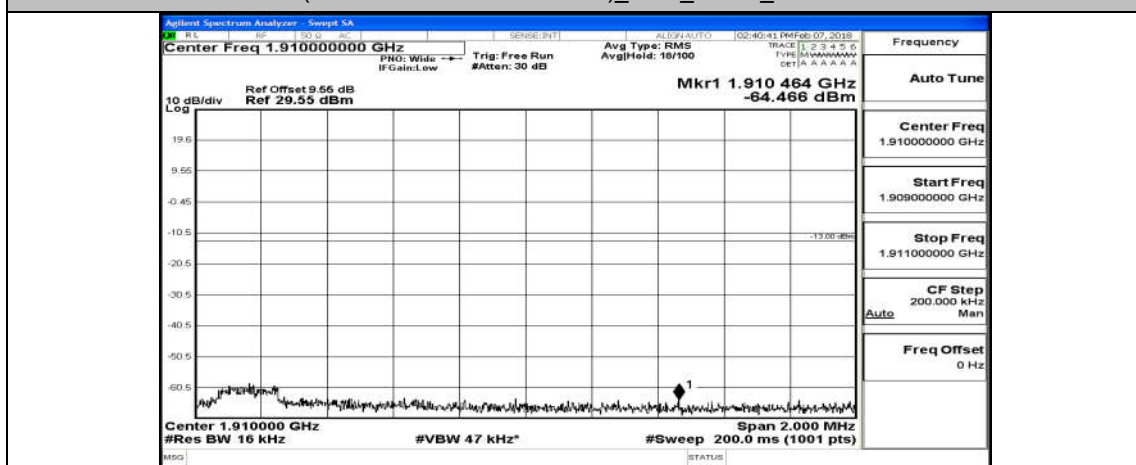 Agilent Spectrum Analyzer - Swept SA
RL RF 50 Ω AC SENSE:INT ALIGNAUTO 02:40:41 PMFeb 07, 2018
Center Freq 1.910000000 GHz
PNO: Wide
IFGain:Low
Trig: Free Run
#Atten: 30 dB
Avg Type: RMS
Avg|Hold: 16/100
TRACE 1 2 3 4 5 6
TYPE MWWWWW
DET A A A A A A
Ref Offset 9.55 dB
10 dB/div Ref 29.55 dBm
Log
Mkr1 1.910 464 GHz
-64.466 dBm
19.6
9.55
-0.45
-10.5
-13.00 dBm
-20.5
-30.5
-40.5
-50.5
-60.5
1
Center 1.910000 GHz Span 2.000 MHz
#Res BW 16 kHz #VBW 47 kHz* #Sweep 200.0 ms (1001 pts)
MSG STATUS
Frequency
Auto Tune
Center Freq
1.910000000 GHz
Start Freq
1.909000000 GHz
Stop Freq
1.911000000 GHz
CF Step
200.000 kHz
Auto Man
Freq Offset
0 Hz